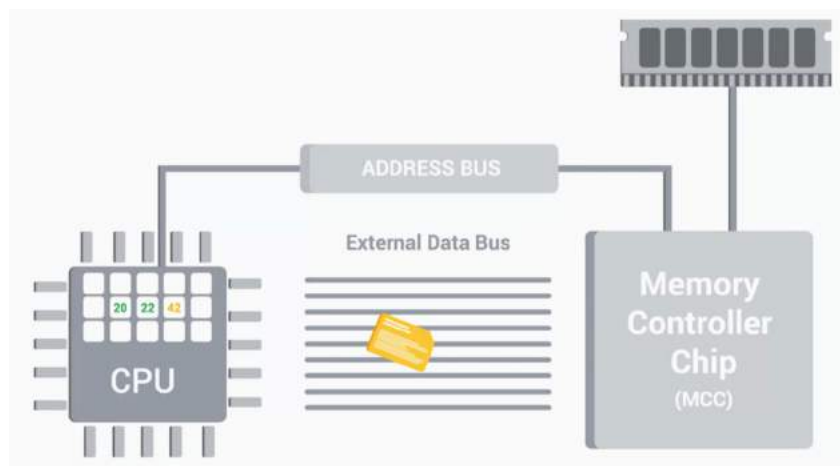 ADDRESS BUS
External Data Bus
20 22 42
CPU
Memory
Controller
Chip
(MCC)